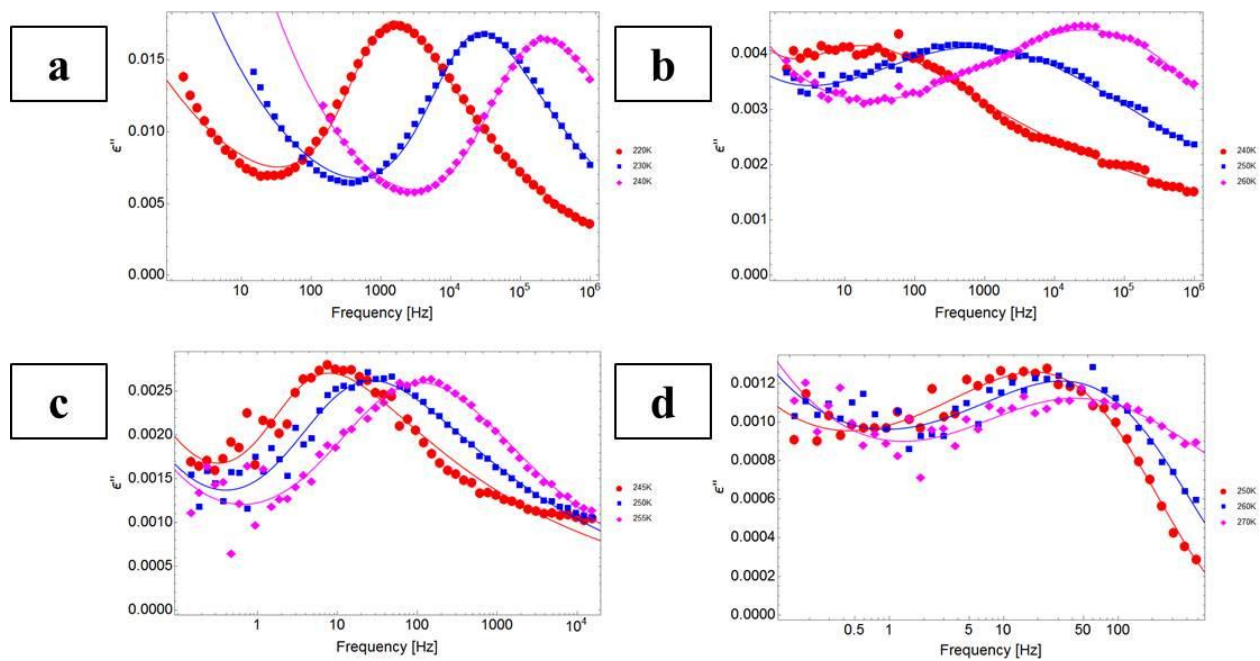 a
0.015
0.010
0.005
0.000
ϵ''
10
100
1000
10⁴
10⁵
10⁶
Frequency [Hz]
220K
230K
240K
b
0.004
0.003
0.002
0.001
0.000
ϵ''
10
100
1000
10⁴
10⁵
10⁶
Frequency [Hz]
240K
250K
260K
c
0.0025
0.0020
0.0015
0.0010
0.0005
0.0000
ϵ''
1
10
100
1000
10⁴
Frequency [Hz]
245K
250K
255K
d
0.0012
0.0010
0.0008
0.0006
0.0004
0.0002
0.0000
ϵ''
0.5
1
5
10
50
100
Frequency [Hz]
250K
260K
270K